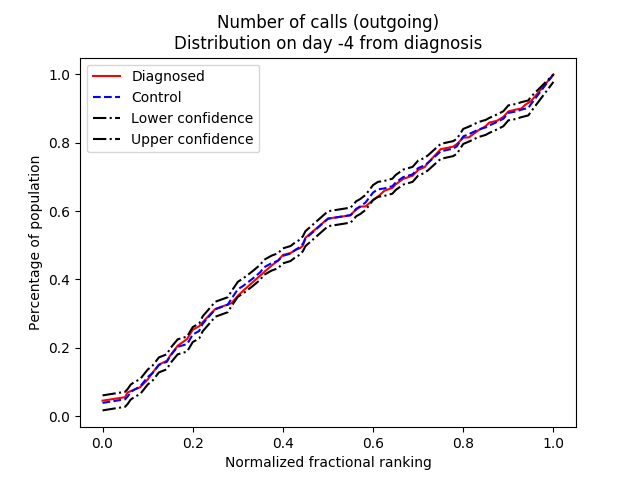 Number of calls (outgoing)
Distribution on day -4 from diagnosis
Diagnosed
Control
Lower confidence
Upper confidence
Percentage of population
1.0
0.8
0.6
0.4
0.2
0.0
0.0 0.2 0.4 0.6 0.8 1.0
Normalized fractional ranking